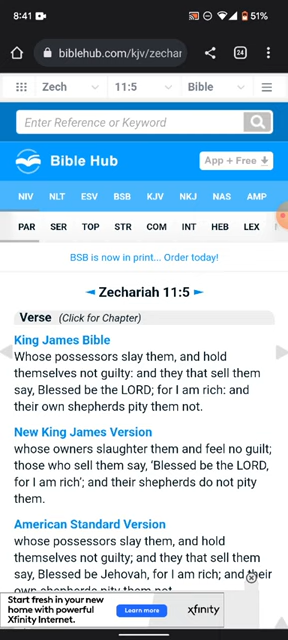 8:41
51%
biblehub.com/kjv/zechar
24
Zech
11:5
Bible
Enter Reference or Keyword
Bible Hub
App + Free
NIV NLT ESV BSB KJV NKJ NAS AMP
PAR SER TOP STR COM INT HEB LEX
BSB is now in print... Order today!
◄ Zechariah 11:5 ►
Verse (Click for Chapter)
King James Bible
Whose possessors slay them, and hold
themselves not guilty: and they that sell them
say, Blessed be the LORD; for I am rich: and
their own shepherds pity them not.
New King James Version
whose owners slaughter them and feel no guilt;
those who sell them say, ‘Blessed be the LORD,
for I am rich’; and their shepherds do not pity
them.
American Standard Version
whose possessors slay them, and hold
themselves not guilty; and they that sell them
say, Blessed be Jehovah, for I am rich; and their
own shepherds pity them not.
Start fresh in your new
home with powerful
Xfinity Internet.
Learn more
xfinity